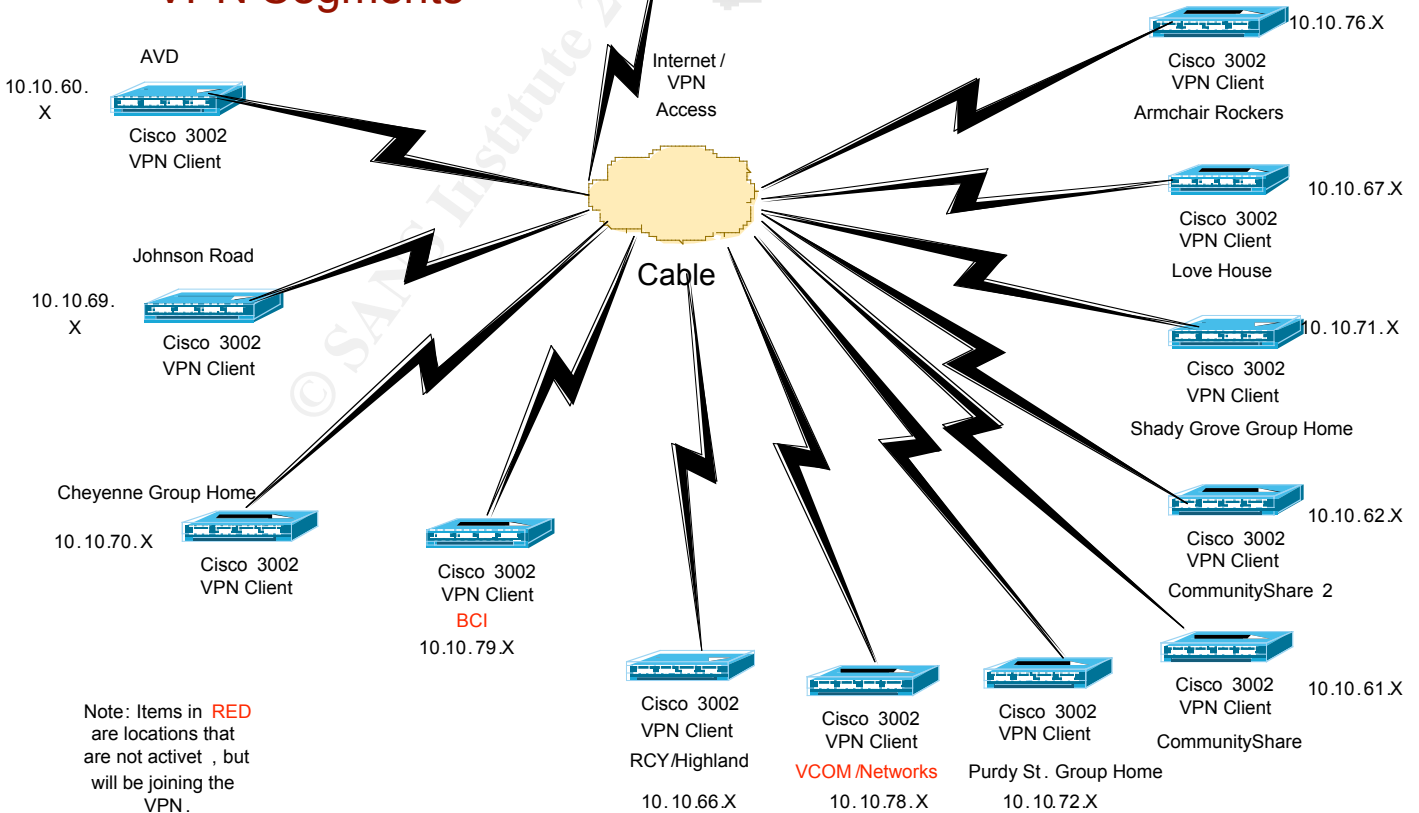 VPN Segments
© SANS Institute 2
AVD
10.10.60.
X
Cisco 3002
VPN Client
Internet /
VPN
Access
10.10.76.X
Cisco 3002
VPN Client
Armchair Rockers
10.10.67.X
Cisco 3002
VPN Client
Love House
Johnson Road
10.10.69.
X
Cisco 3002
VPN Client
Cable
10.10.71.X
Cisco 3002
VPN Client
Shady Grove Group Home
Cheyenne Group Home
10.10.70.X
Cisco 3002
VPN Client
Cisco 3002
VPN Client
BCI
10.10.79.X
10.10.62.X
Cisco 3002
VPN Client
CommunityShare 2
Cisco 3002
VPN Client
10.10.61.X
CommunityShare
Cisco 3002
VPN Client
RCY/Highland
10.10.66.X
Cisco 3002
VPN Client
VCOM/Networks
10.10.78.X
Cisco 3002
VPN Client
Purdy St. Group Home
10.10.72.X
Note: Items in RED
are locations that
are not activet , but
will be joining the
VPN.